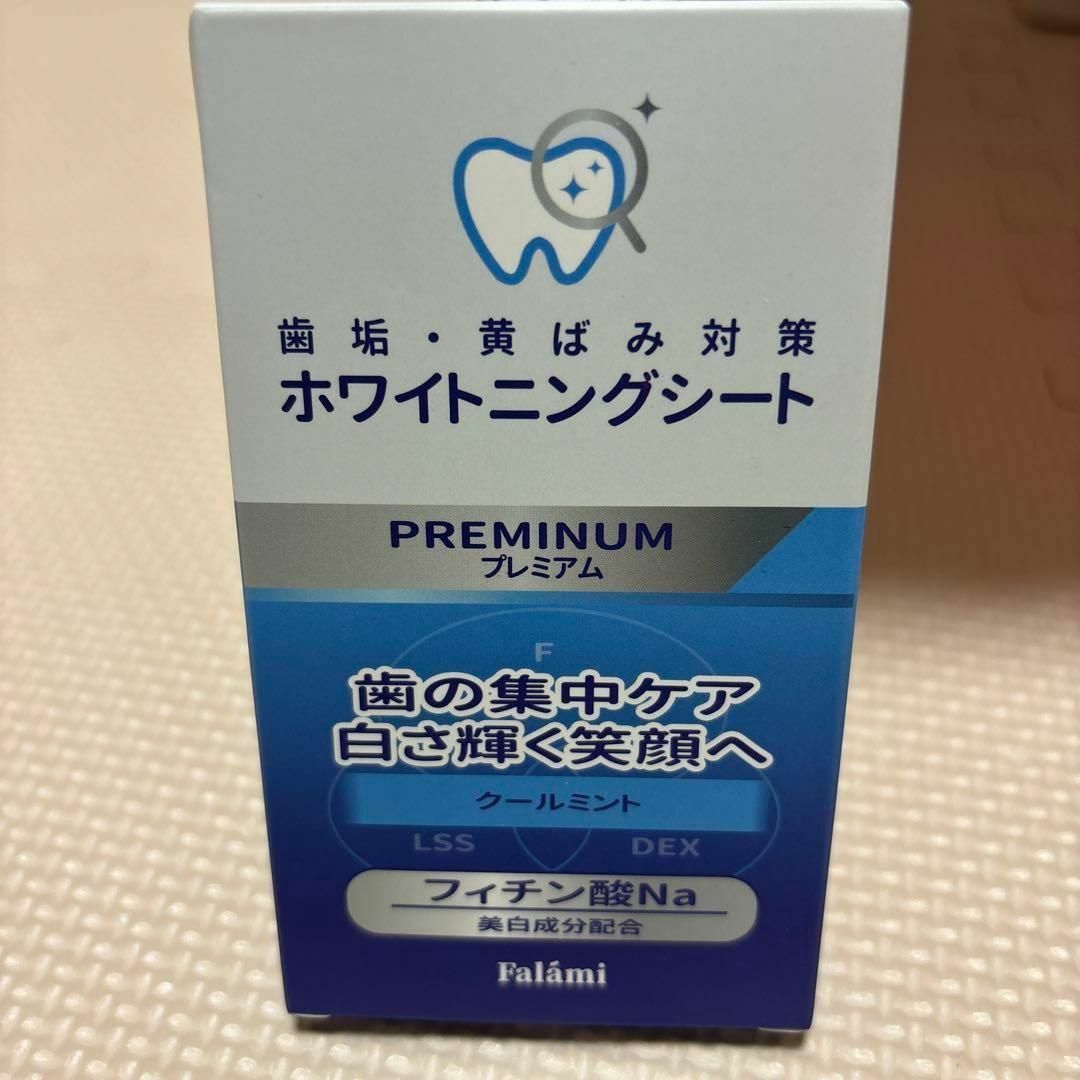 歯垢・黄ばみ対策
ホワイトニングシート
PREMINUM
プレミアム
F
歯の集中ケア
白さ輝く笑顔へ
クールミント
LSS DEX
フィチン酸Na
美白成分配合
Falámi